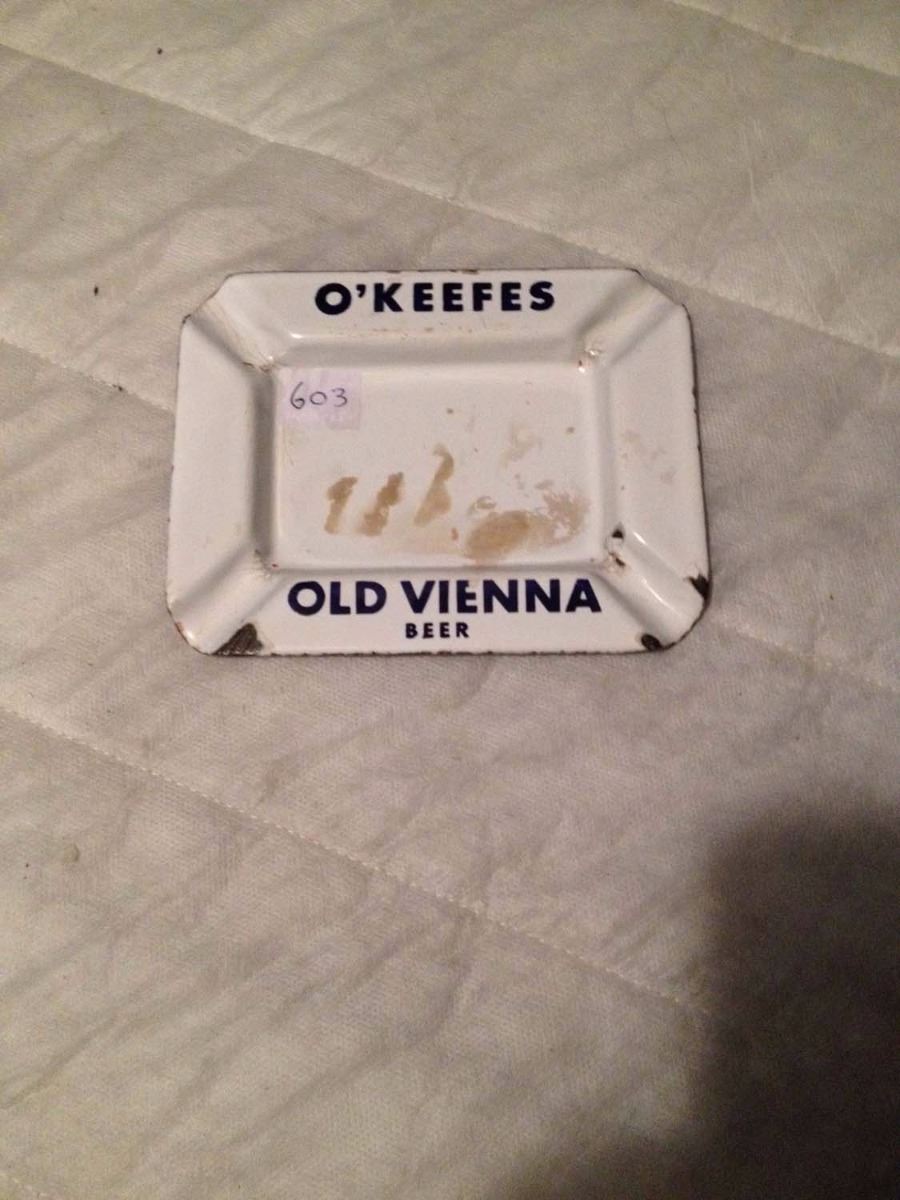 O'KEEFES
603
OLD VIENNA
BEER